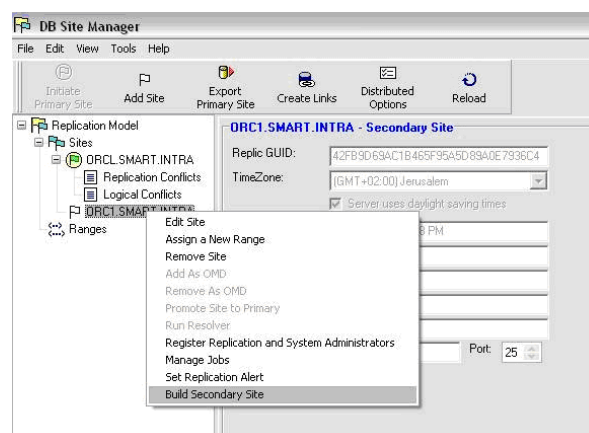 DB Site Manager
File Edit View Tools Help
Initiate Primary Site
Add Site
Export Primary Site
Create Links
Distributed Options
Reload
Replication Model
Sites
ORCL.SMART.INTRA
Replication Conflicts
Logical Conflicts
ORC1.SMART.INTRA
Ranges
ORC1.SMART.INTRA - Secondary Site
Replic GUID: 42FB9D69AC1B465F95A5D89A0E7936C4
TimeZone: (GMT+02:00) Jerusalem
Server uses daylight saving times
PM
Port: 25
Edit Site
Assign a New Range
Remove Site
Add As OMD
Remove As OMD
Promote Site to Primary
Run Resolver
Register Replication and System Administrators
Manage Jobs
Set Replication Alert
Build Secondary Site